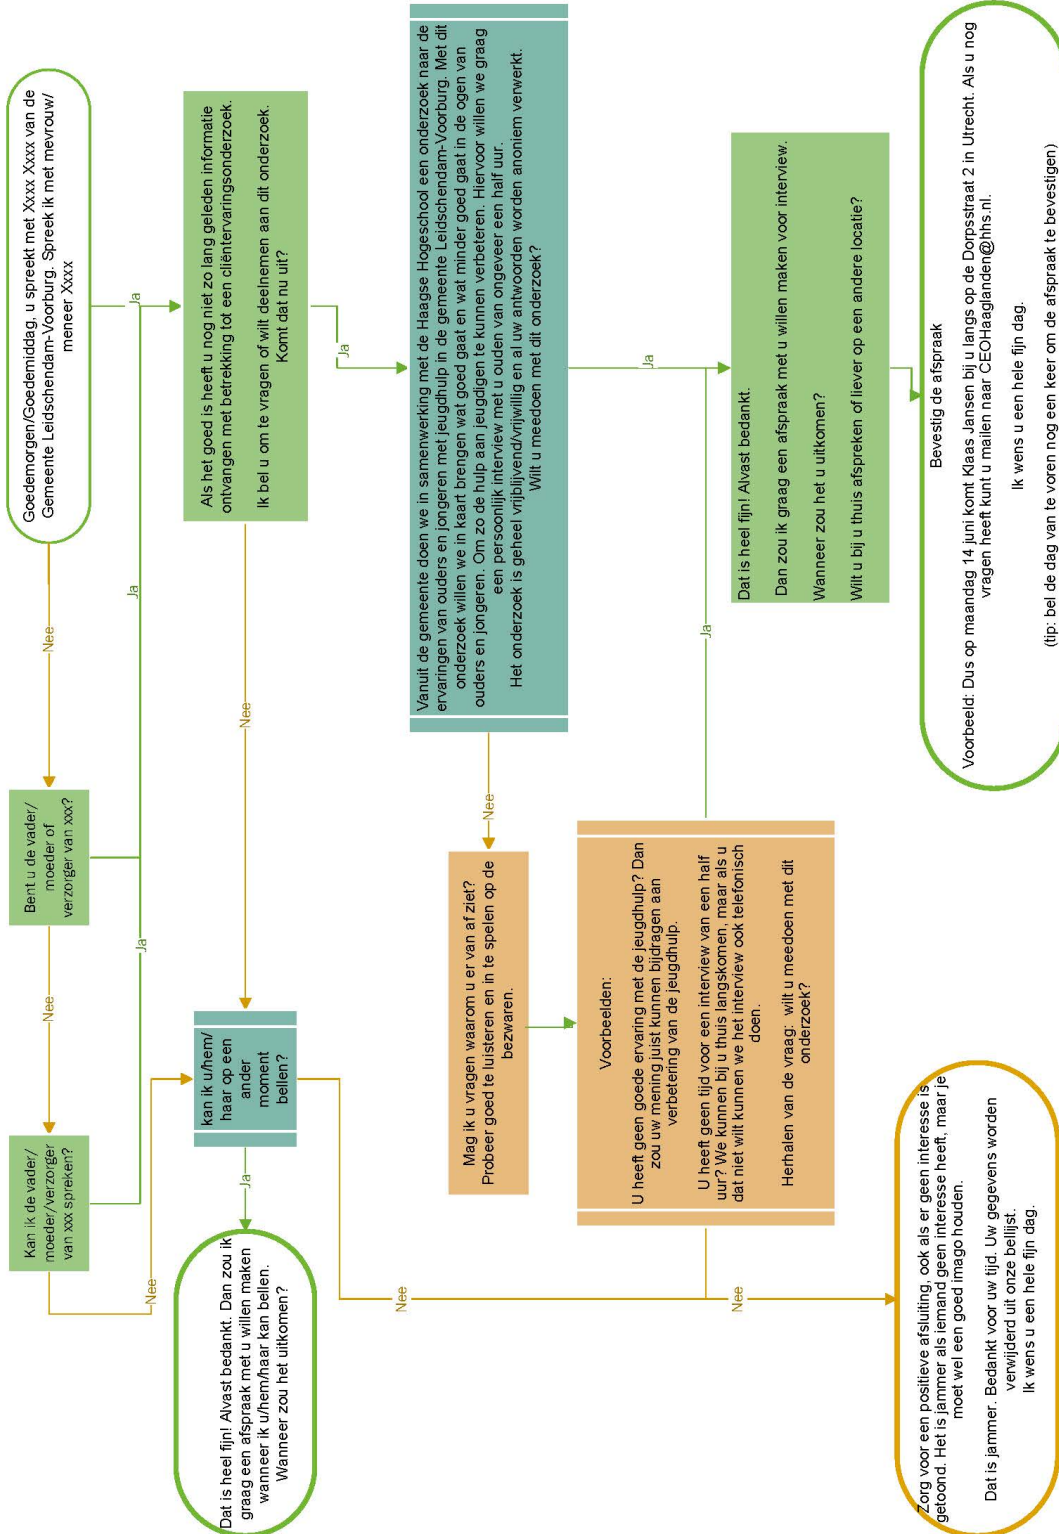 Goedemorgen/Goedemiddag, u spreekt met Xxxx Xxxx van de
Gemeente Leidschendam-Voorburg. Spreek ik met mevrouw/
meneer Xxxx
Nee
Ja
Bent u de vader/
moeder of
verzorger van xxx?
Nee
Ja
Kan ik de vader/
moeder/verzorger
van xxx spreken?
Nee
Ja
Als het goed is heeft u nog niet zo lang geleden informatie
ontvangen met betrekking tot een cliëntervaringsonderzoek.
Ik bel u om te vragen of wilt deelnemen aan dit onderzoek.
Komt dat nu uit?
Nee
Ja
kan ik u/hem/
haar op een
ander
moment
bellen?
Ja
Nee
Dat is heel fijn! Alvast bedankt. Dan zou ik
graag een afspraak met u willen maken
wanneer ik u/hem/haar kan bellen.
Wanneer zou het uitkomen?
Vanuit de gemeente doen we in samenwerking met de Haagse Hogeschool een onderzoek naar de
ervaringen van ouders en jongeren met jeugdhulp in de gemeente Leidschendam-Voorburg. Met dit
onderzoek willen we in kaart brengen wat goed gaat en wat minder goed gaat in de ogen van
ouders en jongeren. Om zo de hulp aan jeugdigen te kunnen verbeteren. Hiervoor willen we graag
een persoonlijk interview met u ouden van ongeveer een half uur.
Het onderzoek is geheel vrijblijvend/vrijwillig en al uw antwoorden worden anoniem verwerkt.
Wilt u meedoen met dit onderzoek?
Nee
Ja
Mag ik u vragen waarom u er van af ziet?
Probeer goed te luisteren en in te spelen op de
bezwaren.
Voorbeelden:
U heeft geen goede ervaring met de jeugdhulp? Dan
zou uw mening juist kunnen bijdragen aan
verbetering van de jeugdhulp.
U heeft geen tijd voor een interview van een half
uur? We kunnen bij u thuis langskomen, maar als u
dat niet wilt kunnen we het interview ook telefonisch
doen.
Herhalen van de vraag: wilt u meedoen met dit
onderzoek?
Ja
Nee
Dat is heel fijn! Alvast bedankt.
Dan zou ik graag een afspraak met u willen maken voor interview.
Wanneer zou het u uitkomen?
Wilt u bij u thuis afspreken of liever op een andere locatie?
Bevestig de afspraak
Voorbeeld: Dus op maandag 14 juni komt Klaas Jansen bij u langs op de Dorpsstraat 2 in Utrecht. Als u nog
vragen heeft kunt u mailen naar CEOHaaglanden@hhs.nl.
Ik wens u een hele fijn dag.
(tip: bel de dag van te voren nog een keer om de afspraak te bevestigen)
Zorg voor een positieve afsluiting, ook als er geen interesse is
getoond. Het is jammer als iemand geen interesse heeft, maar je
moet wel een goed imago houden.
Dat is jammer. Bedankt voor uw tijd. Uw gegevens worden
verwijderd uit onze bellijst.
Ik wens u een hele fijn dag.